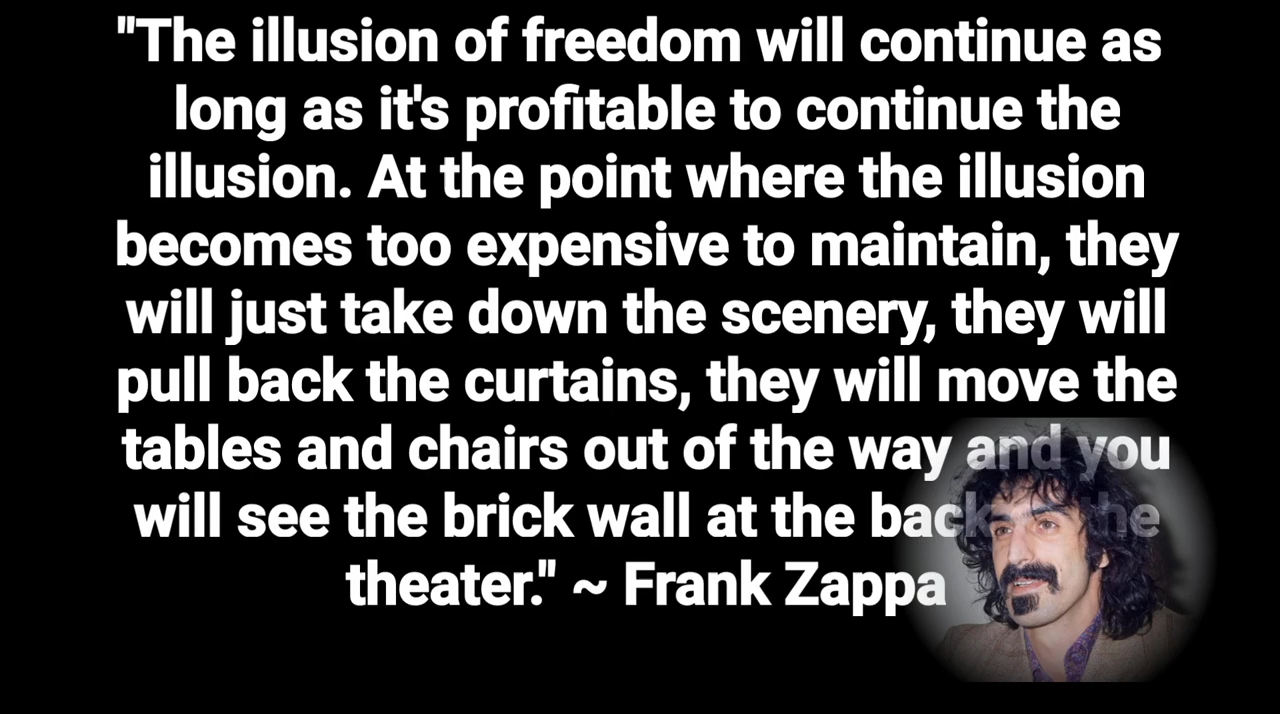 "The illusion of freedom will continue as
long as it's profitable to continue the
illusion. At the point where the illusion
becomes too expensive to maintain, they
will just take down the scenery, they will
pull back the curtains, they will move the
tables and chairs out of the way and you
will see the brick wall at the back the
theater." ~ Frank Zappa